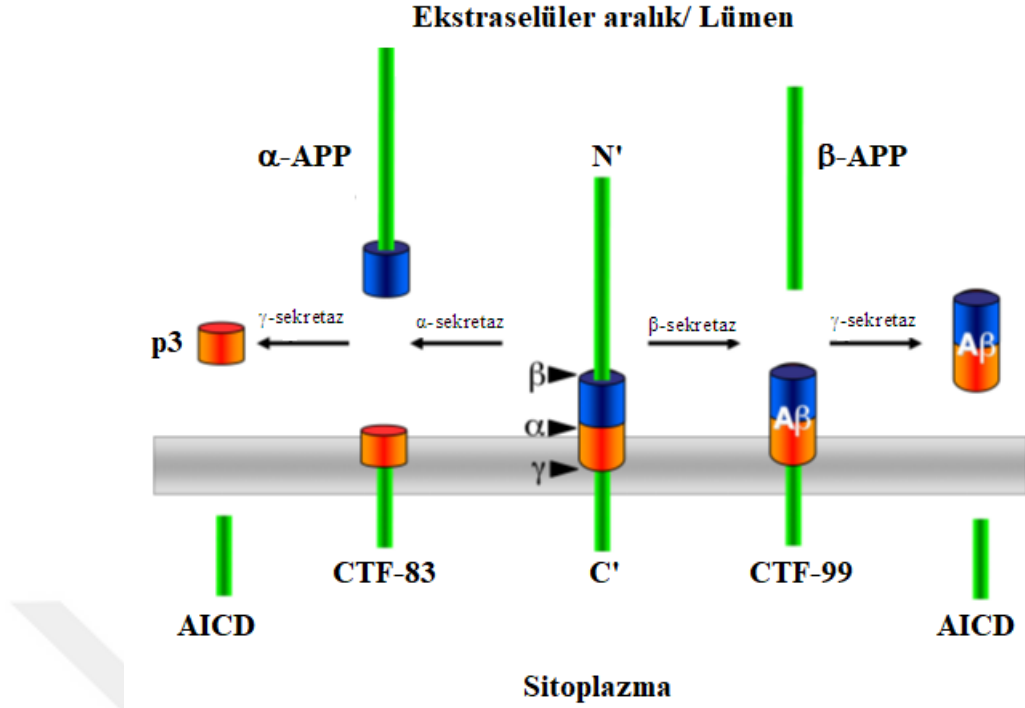 Ekstraselüler aralık/ Lümen
α-APP
N'
β-APP
γ-sekretaz
α-sekretaz
β-sekretaz
γ-sekretaz
p3
β
α
γ
Aβ
Aβ
CTF-83
C'
CTF-99
AICD
AICD
Sitoplazma